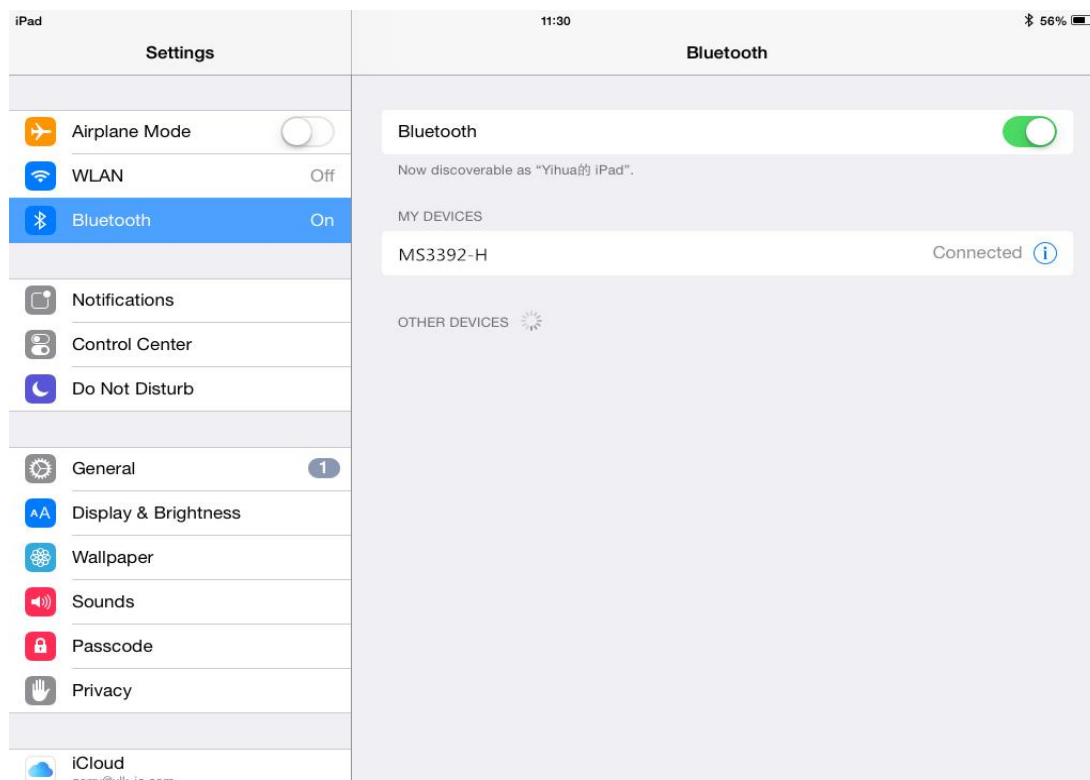 iPad 11:30 56%
Settings
Bluetooth
Airplane Mode
WLAN Off
Bluetooth On
Notifications
Control Center
Do Not Disturb
General 1
AA Display & Brightness
Wallpaper
Sounds
Passcode
Privacy
iCloud
Bluetooth
Now discoverable as “Yihua的 iPad”.
MY DEVICES
MS3392-H Connected i
OTHER DEVICES